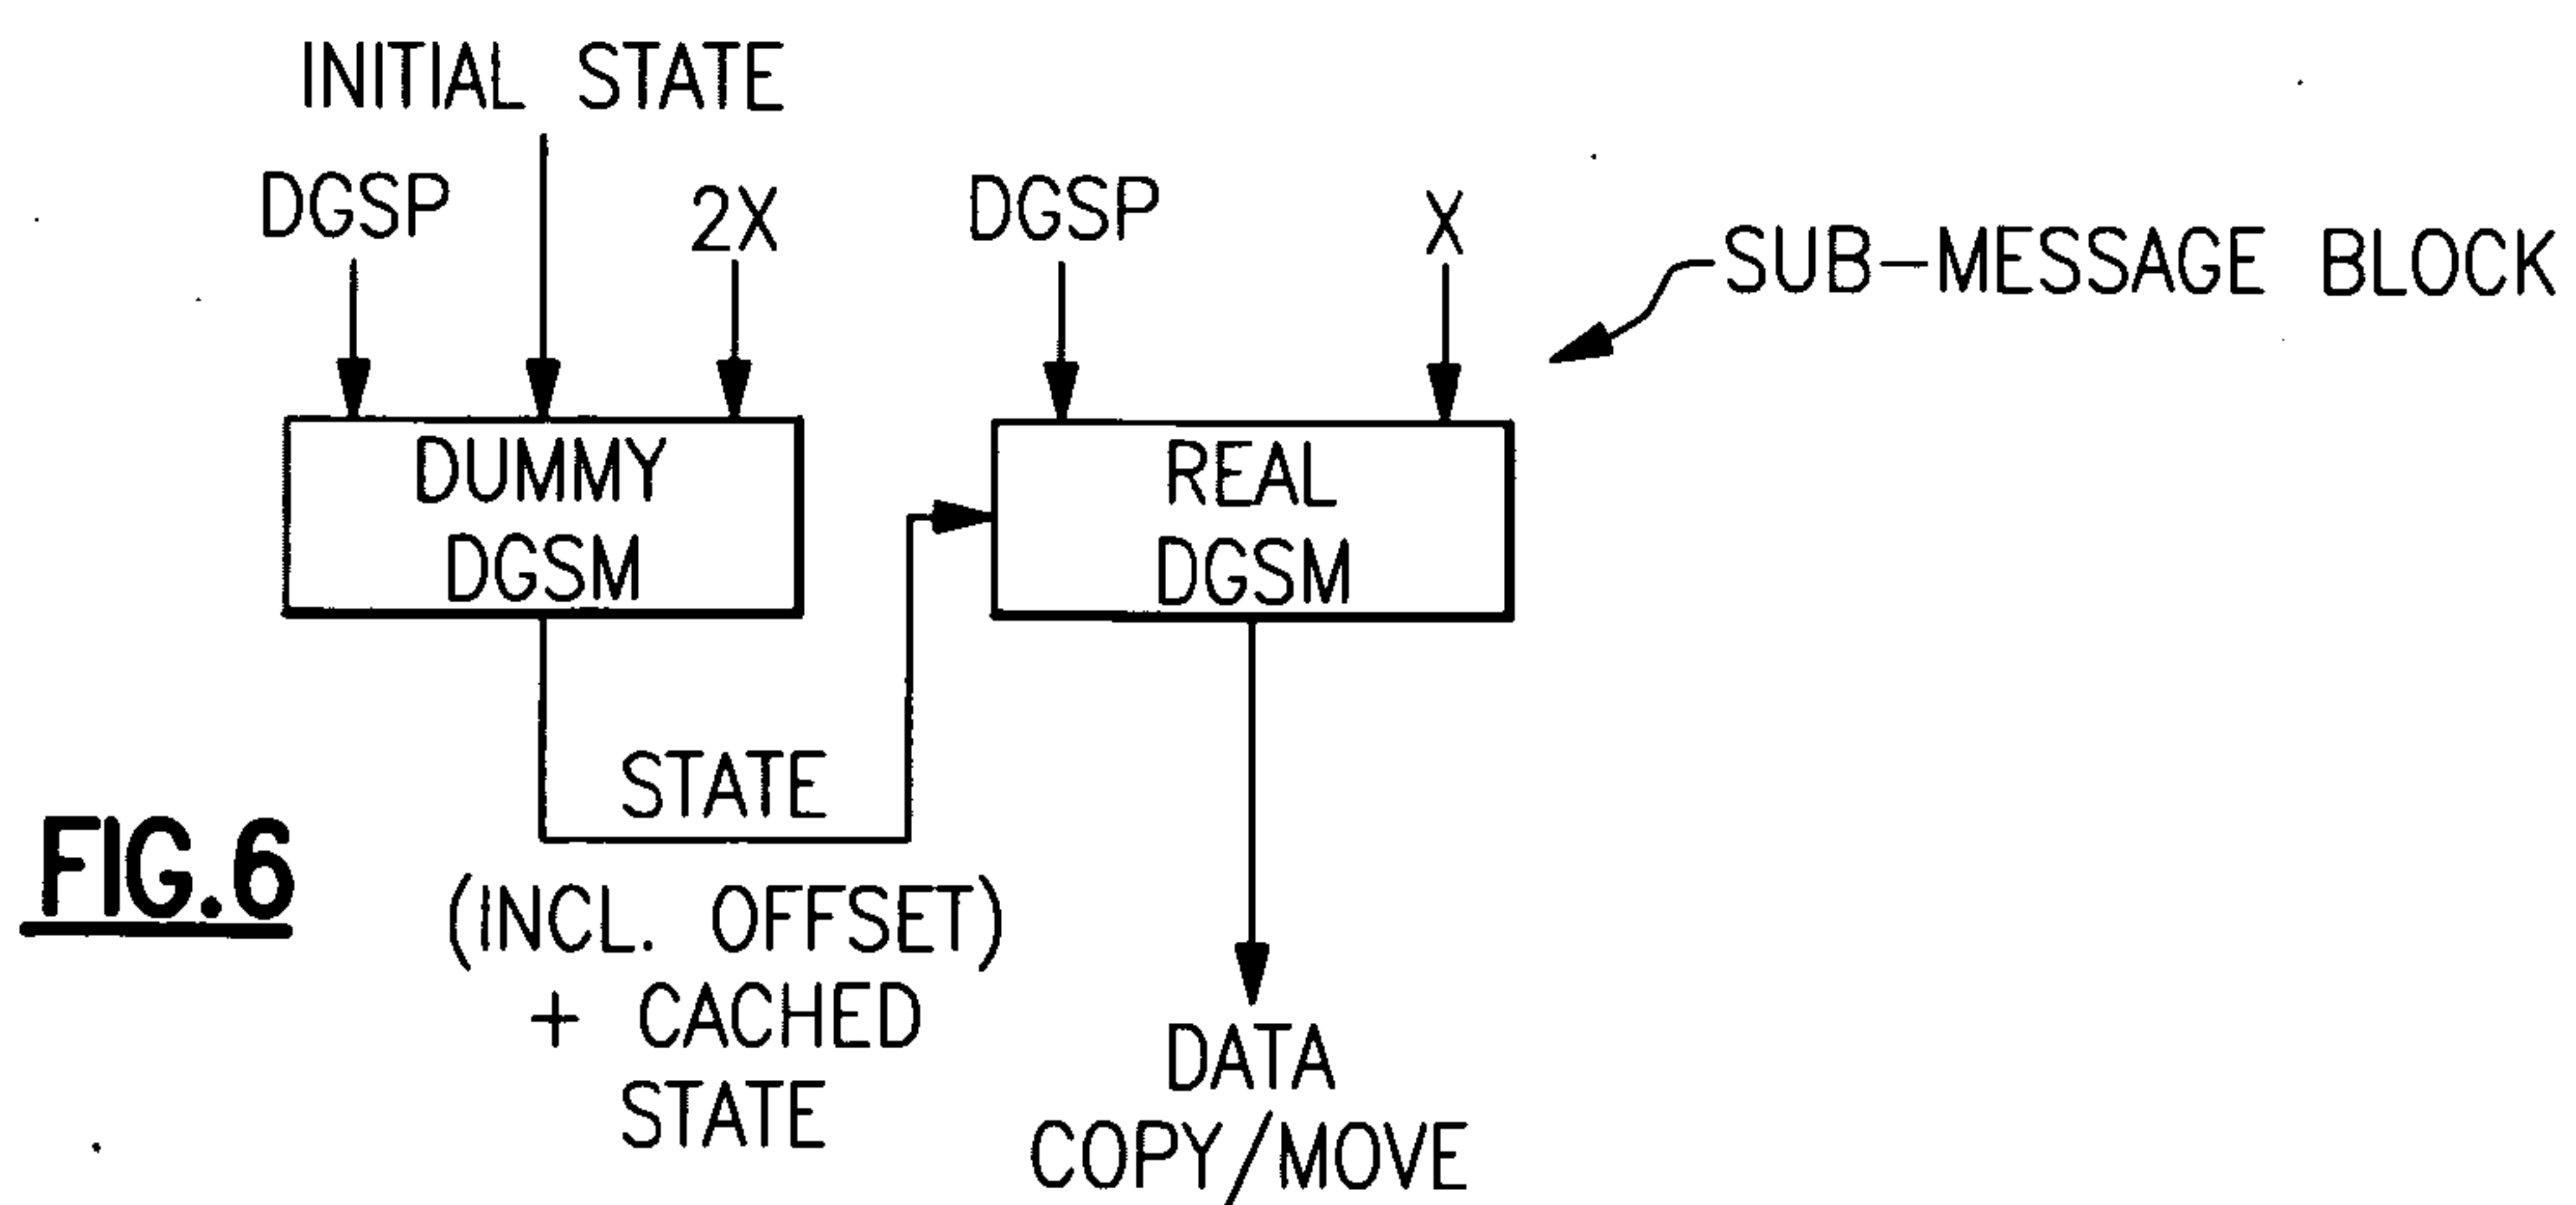 INITIAL STATE
DGSP
2X
DGSP
X
SUB-MESSAGE BLOCK
DUMMY
DGSM
REAL
DGSM
STATE
(INCL. OFFSET)
+ CACHED
STATE
DATA
COPY/MOVE
FIG.6